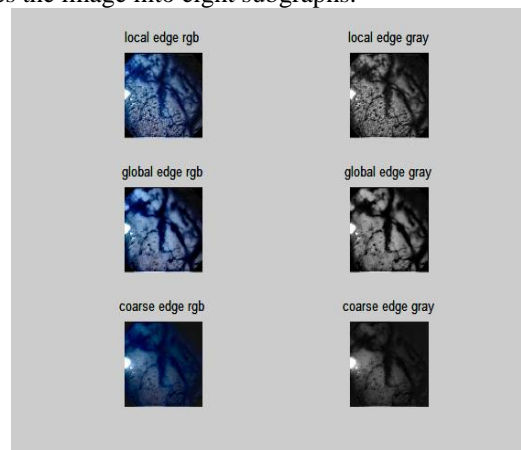 es the image into eight subgraphs.
local edge rgb local edge gray
global edge rgb global edge gray
coarse edge rgb coarse edge gray